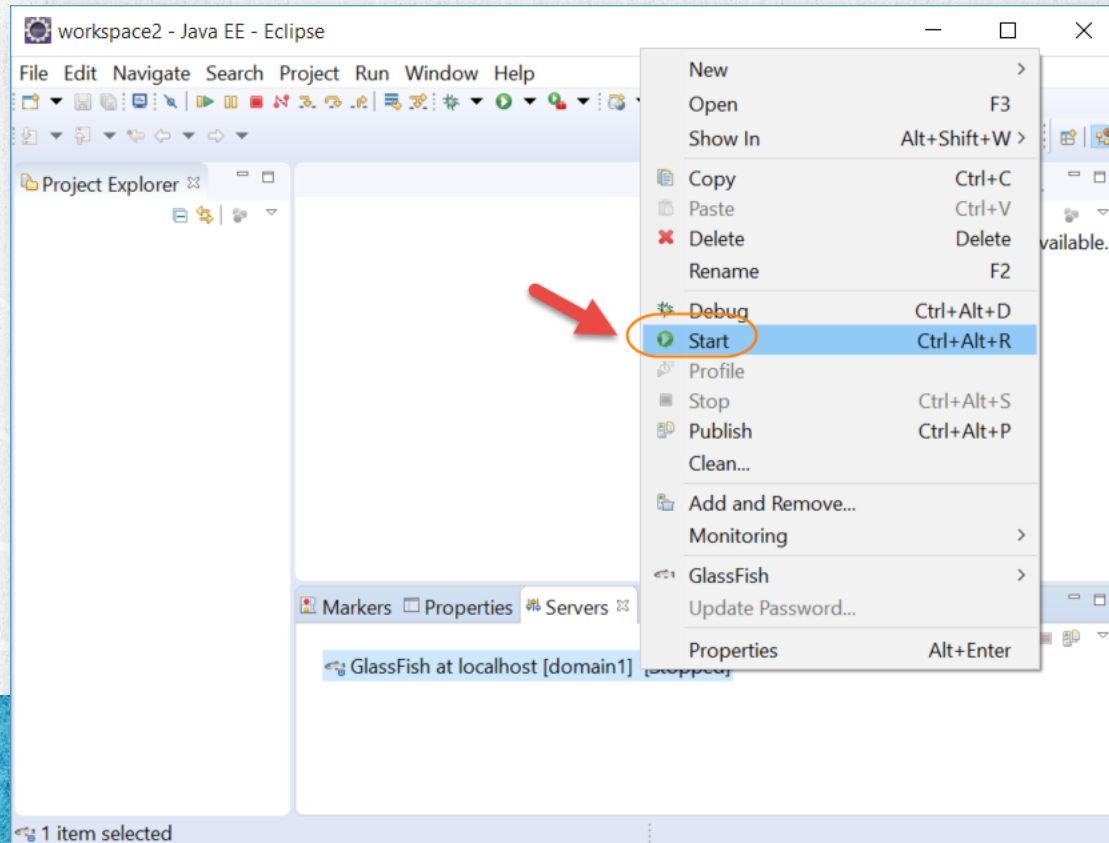 workspace2 - Java EE - Eclipse
File Edit Navigate Search Project Run Window Help
Project Explorer
vailable.
New
Open F3
Show In Alt+Shift+W >
Copy Ctrl+C
Paste Ctrl+V
Delete Delete
Rename F2
Debug Ctrl+Alt+D
Start Ctrl+Alt+R
Profile
Stop Ctrl+Alt+S
Publish Ctrl+Alt+P
Clean...
Add and Remove...
Monitoring
GlassFish
Update Password...
Properties Alt+Enter
Markers Properties Servers
GlassFish at localhost [domain1] [Stopped]
1 item selected